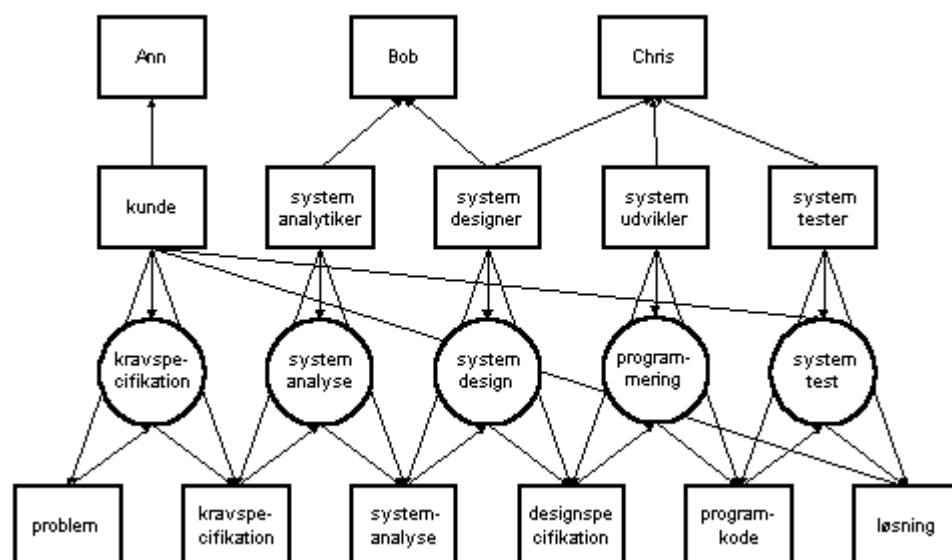 Ann
Bob
Chris
kunde
system
analytiker
system
designer
system
udvikler
system
tester
kravspe-
cifikation
system
analyse
system
design
program-
mering
system
test
problem
kravspe-
cifikation
system-
analyse
designspe
cifikation
program-
kode
løsning